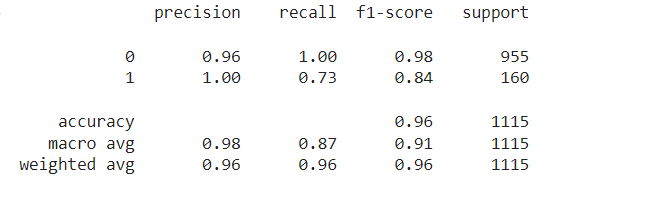 precision recall f1-score support
0 0.96 1.00 0.98 955
1 1.00 0.73 0.84 160
accuracy 0.96 1115
macro avg 0.98 0.87 0.91 1115
weighted avg 0.96 0.96 0.96 1115